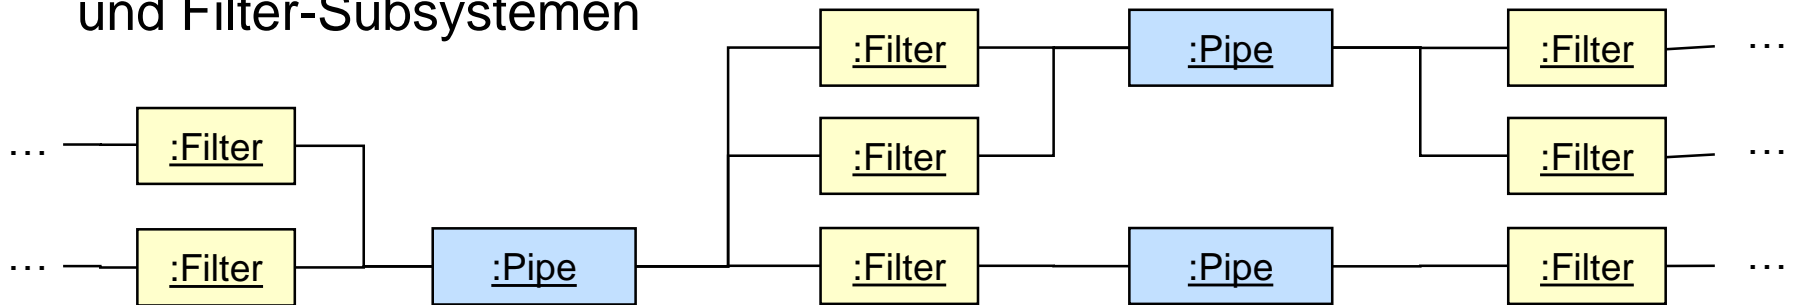 und Filter-Subsystemen
:Filter :Pipe :Filter …
… :Filter :Filter :Filter …
… :Filter :Pipe :Filter :Pipe :Filter …